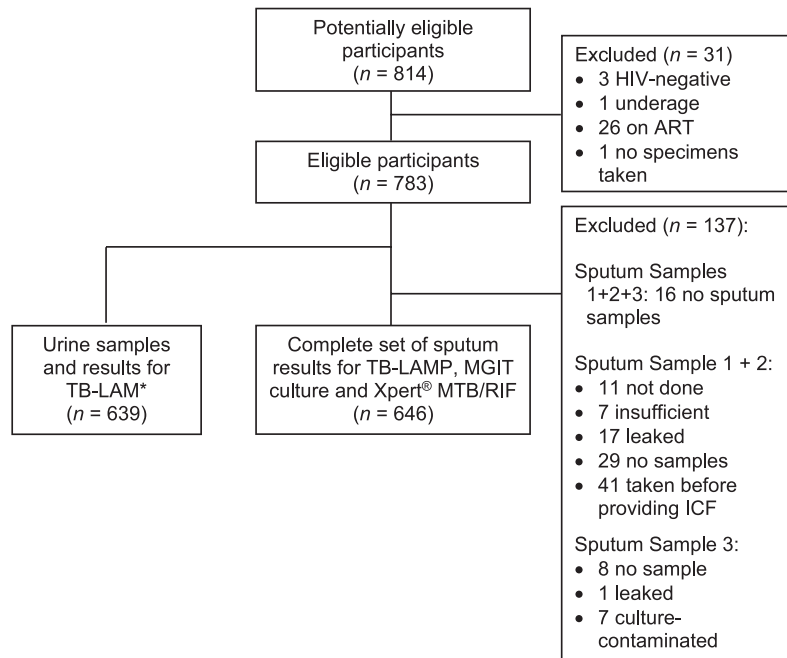 Potentially eligible
participants
(n = 814)
Excluded (n = 31)
• 3 HIV-negative
• 1 underage
• 26 on ART
• 1 no specimens
taken
Eligible participants
(n = 783)
Excluded (n = 137):
Sputum Samples
1+2+3: 16 no sputum
samples
Sputum Sample 1 + 2:
• 11 not done
• 7 insufficient
• 17 leaked
• 29 no samples
• 41 taken before
providing ICF
Sputum Sample 3:
• 8 no sample
• 1 leaked
• 7 culture-
contaminated
Urine samples
and results for
TB-LAM*
(n = 639)
Complete set of sputum
results for TB-LAMP, MGIT
culture and Xpert® MTB/RIF
(n = 646)